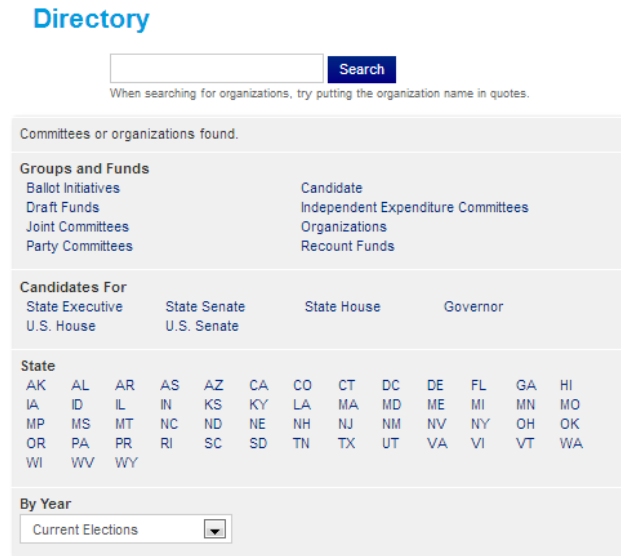 Directory
Search
When searching for organizations, try putting the organization name in quotes.
Committees or organizations found.
Groups and Funds
Ballot Initiatives Candidate
Draft Funds Independent Expenditure Committees
Joint Committees Organizations
Party Committees Recount Funds
Candidates For
State Executive State Senate State House Governor
U.S. House U.S. Senate
State
AK AL AR AS AZ CA CO CT DC DE FL GA HI
IA ID IL IN KS KY LA MA MD ME MI MN MO
MP MS MT NC ND NE NH NJ NM NV NY OH OK
OR PA PR RI SC SD TN TX UT VA VI VT WA
WI WV WY
By Year
Current Elections